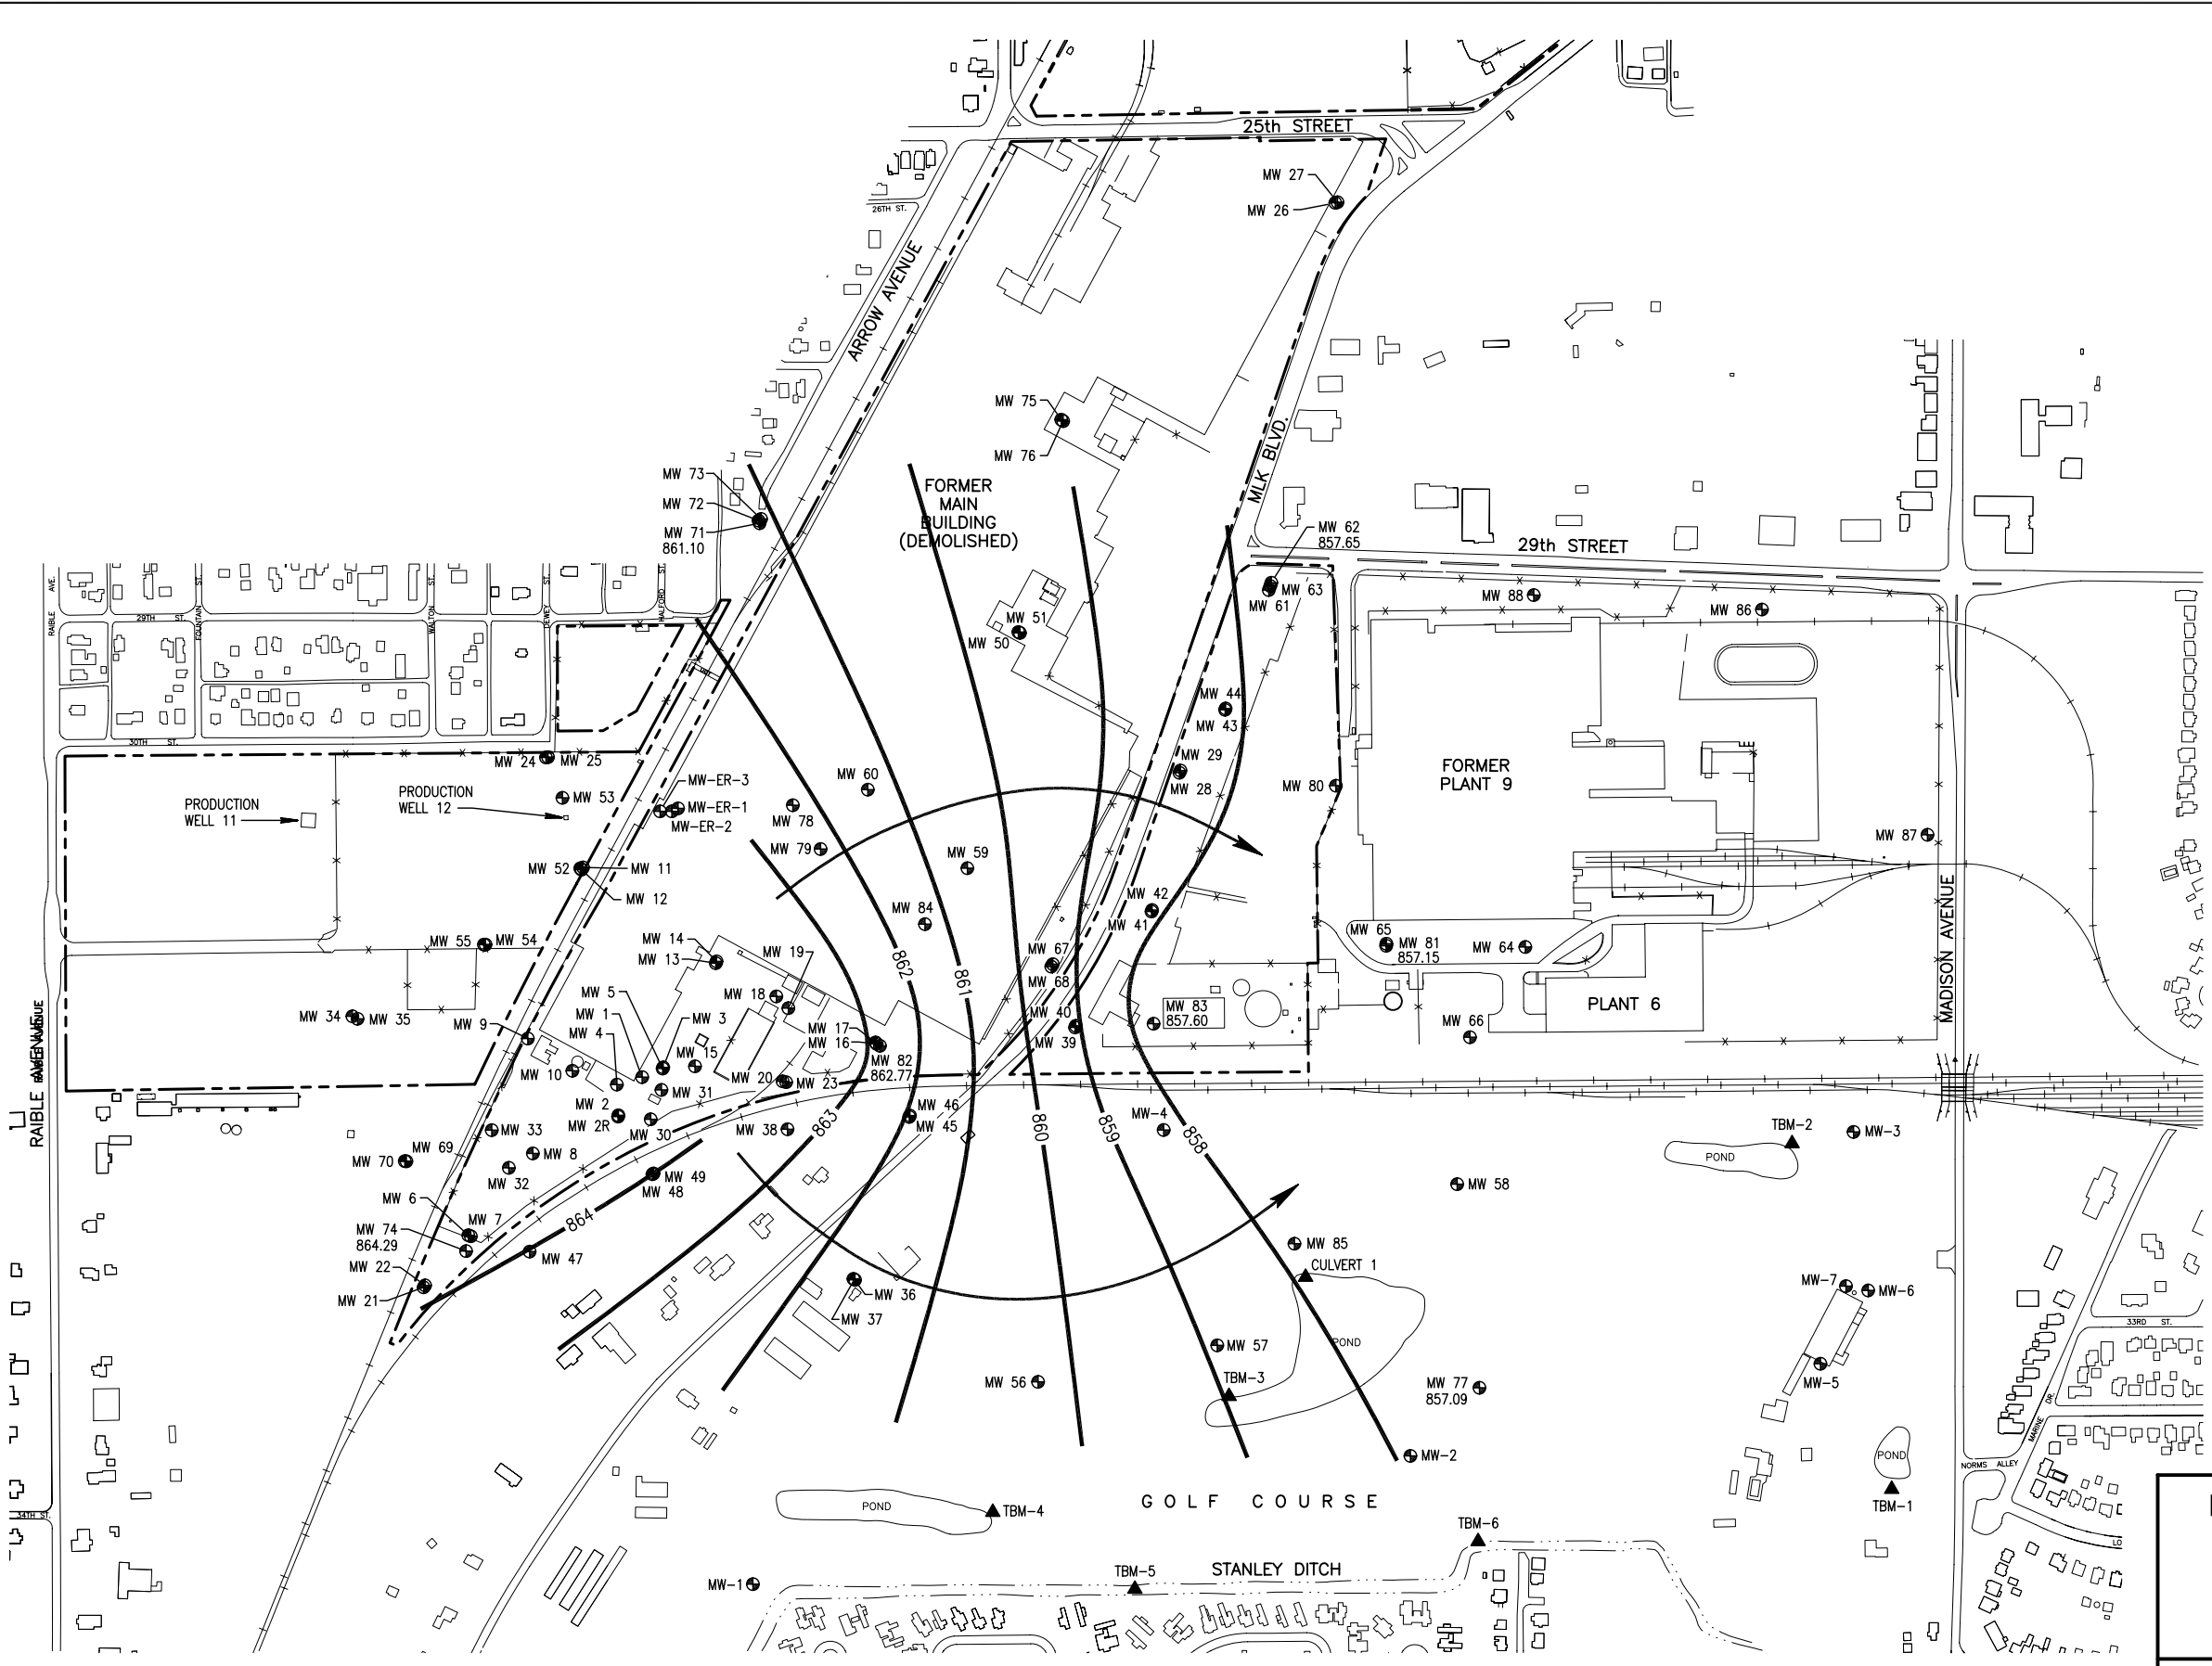 25th STREET
MW 27
MW 26
26TH ST.
ARROW AVENUE
MW 75
MW 76
MLK BLVD.
MW 73
MW 72
MW 71
861.10
FORMER
MAIN
BUILDING
(DEMOLISHED)
MW 62
857.65
MW 63
MW 61
29th STREET
MW 88
MW 86
RAIBLE AVE.
29TH ST.
FOUNTAIN ST.
WALTON ST.
DEWEY ST.
HALFORD ST.
MW 51
MW 50
MW 44
MW 43
30TH ST.
MW 24
MW 25
MW 29
MW 28
MW 80
FORMER
PLANT 9
PRODUCTION
WELL 11
PRODUCTION
WELL 12
MW 53
MW-ER-3
MW-ER-1
MW-ER-2
MW 60
MW 78
MW 79
MW 59
MW 87
MW 52
MW 11
MW 12
MW 84
MW 42
MW 41
MADISON AVENUE
MW 55
MW 54
MW 14
MW 13
MW 19
862
861
MW 67
MW 68
MW 65
MW 81
857.15
MW 64
MW 18
MW 5
MW 1
MW 4
MW 3
MW 34
MW 35
MW 9
MW 17
MW 16
MW 40
MW 39
MW 83
857.60
PLANT 6
MW 66
MW 10
MW 15
MW 20
MW 23
MW 82
862.77
RAIBLE AVENUE
RAIBLE AVENUE
MW 31
MW 2
MW 2R
MW 30
MW 38
863
MW 46
MW 45
860
859
MW-4
858
TBM-2
MW-3
POND
MW 33
MW 69
MW 70
MW 8
MW 32
MW 49
MW 48
MW 58
MW 6
MW 7
MW 74
864.29
864
MW 47
MW 22
MW 21
MW 85
CULVERT 1
MW 36
MW 37
MW-7
MW-6
33RD ST.
MW 57
POND
MW-5
MW 56
TBM-3
MW 77
857.09
MARINE DR.
MW-2
POND
NORMS ALLEY
34TH ST.
POND
TBM-4
GOLF COURSE
TBM-1
TBM-6
STANLEY DITCH
TBM-5
MW-1